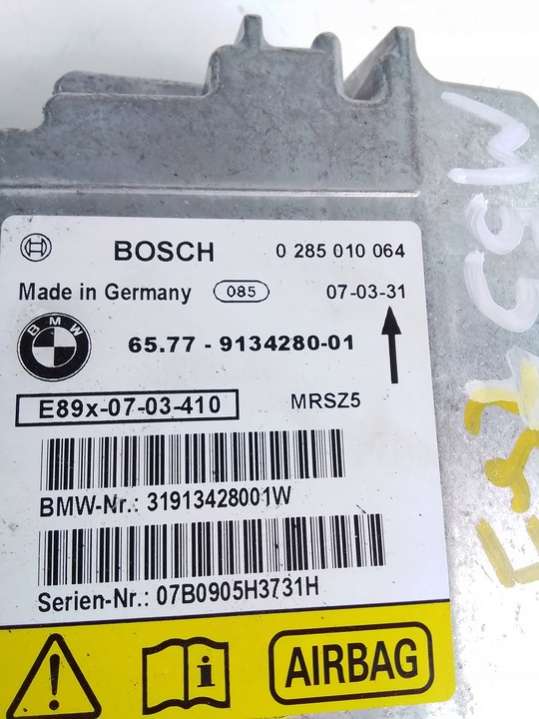 BOSCH 0 285 010 064
Made in Germany 085 07-03-31
BMW 65.77 - 9134280-01
E89x-07-03-410 MRSZ5
BMW-Nr.: 31913428001W
Serien-Nr.: 07B0905H3731H
i AIRBAG